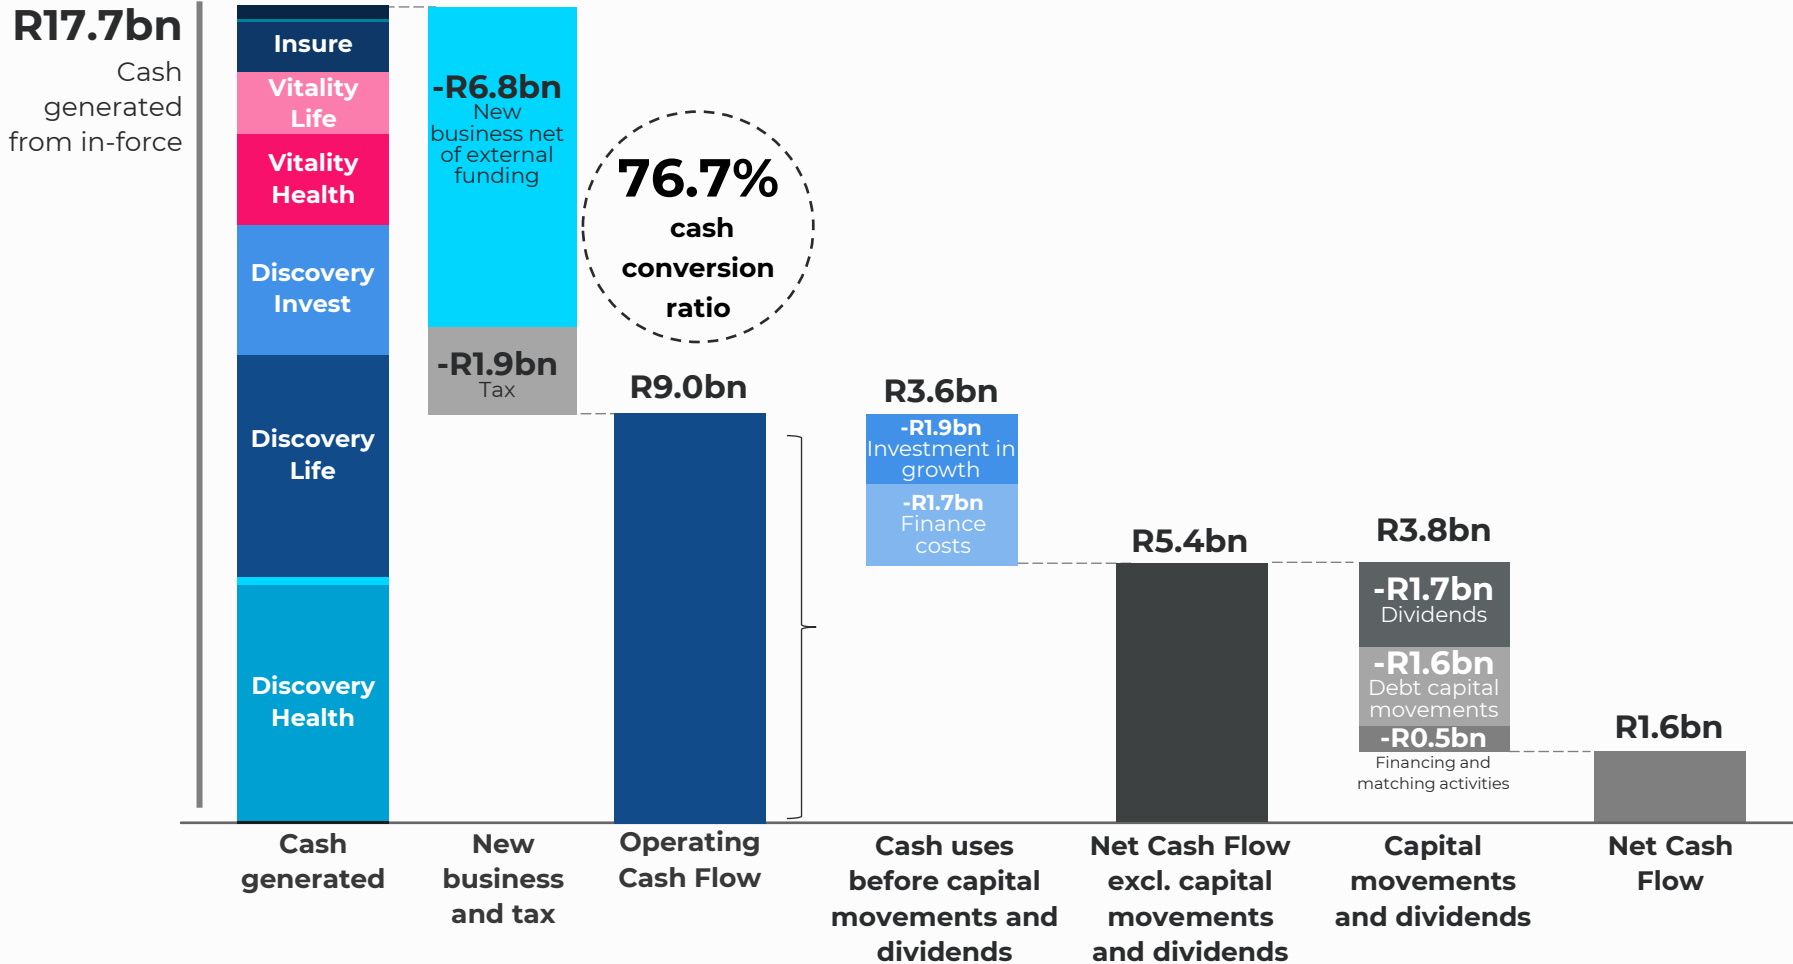 R17.7bn
Cash
generated
from in-force
Insure
Vitality
Life
Vitality
Health
Discovery
Invest
Discovery
Life
Discovery
Health
-R6.8bn
New
business net
of external
funding
-R1.9bn
Tax
76.7%
cash
conversion
ratio
R9.0bn
R3.6bn
-R1.9bn
Investment in
growth
-R1.7bn
Finance
costs
R5.4bn
R3.8bn
-R1.7bn
Dividends
-R1.6bn
Debt capital
movements
-R0.5bn
Financing and
matching activities
R1.6bn
Cash
generated
New
business
and tax
Operating
Cash Flow
Cash uses
before capital
movements and
dividends
Net Cash Flow
excl. capital
movements
and dividends
Capital
movements
and dividends
Net Cash
Flow